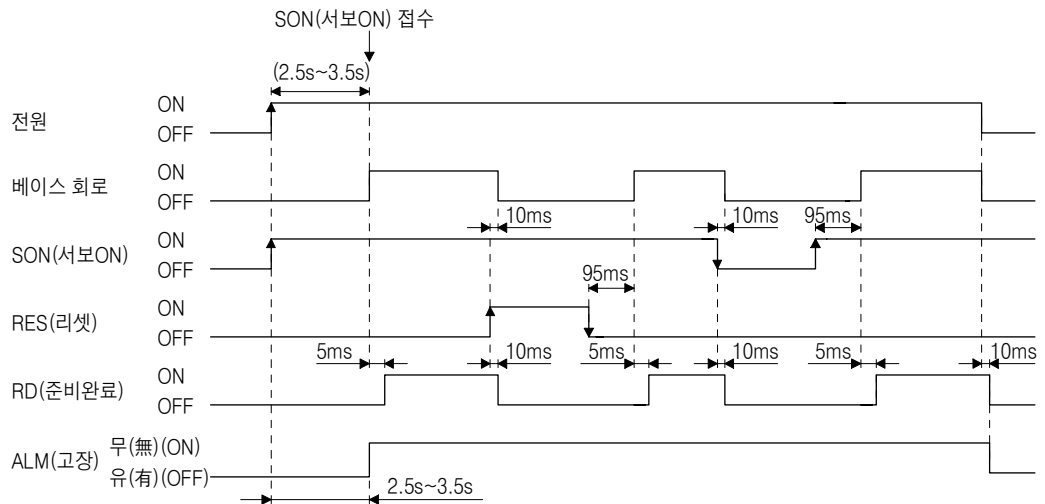 SON(서보ON) 접수
(2.5s~3.5s)
전원
ON
OFF
베이스 회로
ON
OFF
10ms
10ms
95ms
SON(서보ON)
ON
OFF
95ms
RES(리셋)
ON
OFF
5ms
10ms
5ms
10ms
5ms
10ms
RD(준비완료)
ON
OFF
ALM(고장)
무(無)(ON)
유(有)(OFF)
2.5s~3.5s